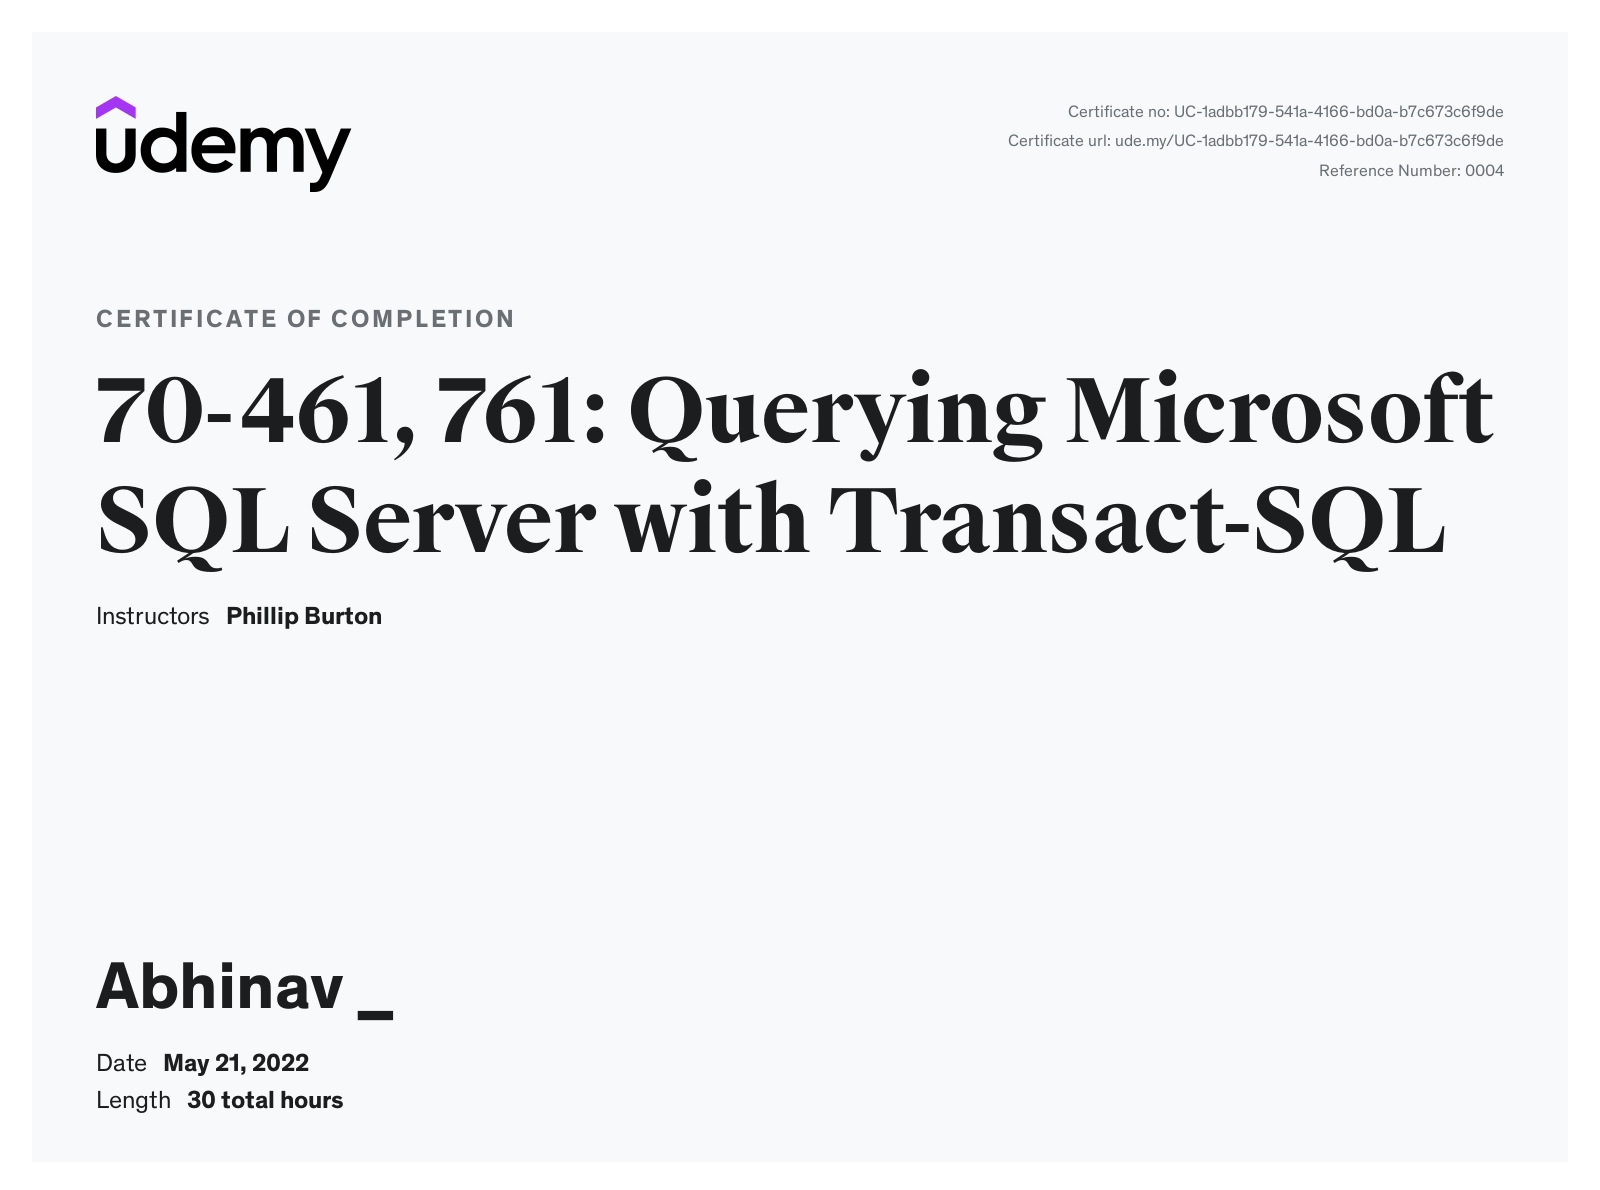 udemy
Certificate no: UC-1adbb179-541a-4166-bd0a-b7c673c6f9de
Certificate url: ude.my/UC-1adbb179-541a-4166-bd0a-b7c673c6f9de
Reference Number: 0004
CERTIFICATE OF COMPLETION
70-461, 761: Querying Microsoft
SQL Server with Transact-SQL
Instructors Phillip Burton
Abhinav _
Date May 21, 2022
Length 30 total hours